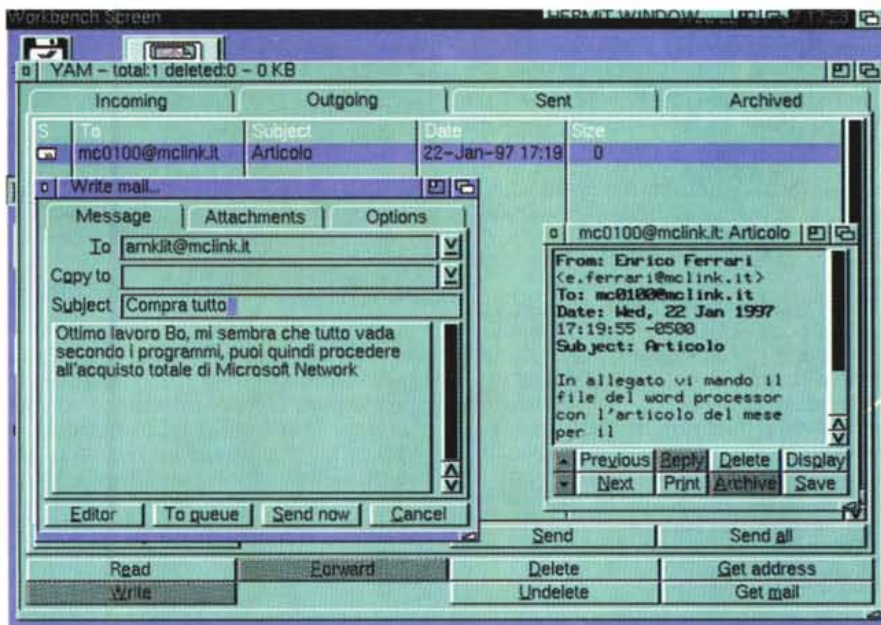 Workbench Screen
HERMIT WINDOW
YAM – total:1 deleted:0 – 0 KB
Incoming Outgoing Sent Archived
S To Subject Date Size
mc0100@mclink.it Articolo 22-Jan-97 17:19 0
Write mail...
Message Attachments Options
To arnklit@mclink.it
Copy to
Subject Compra tutto
Ottimo lavoro Bo, mi sembra che tutto vada
secondo i programmi, puoi quindi procedere
all'acquisto totale di Microsoft Network
Editor To queue Send now Cancel
mc0100@mclink.it: Articolo
From: Enrico Ferrari
<e.ferrari@mclink.it>
To: mc0100@mclink.it
Date: Wed, 22 Jan 1997
17:19:55 -0500
Subject: Articolo
In allegato vi mando il
file del word processor
con l'articolo del mese
per il
Previous Reply Delete Display
Next Print Archive Save
Send Send all
Read Forward Delete Get address
Write Undelete Get mail